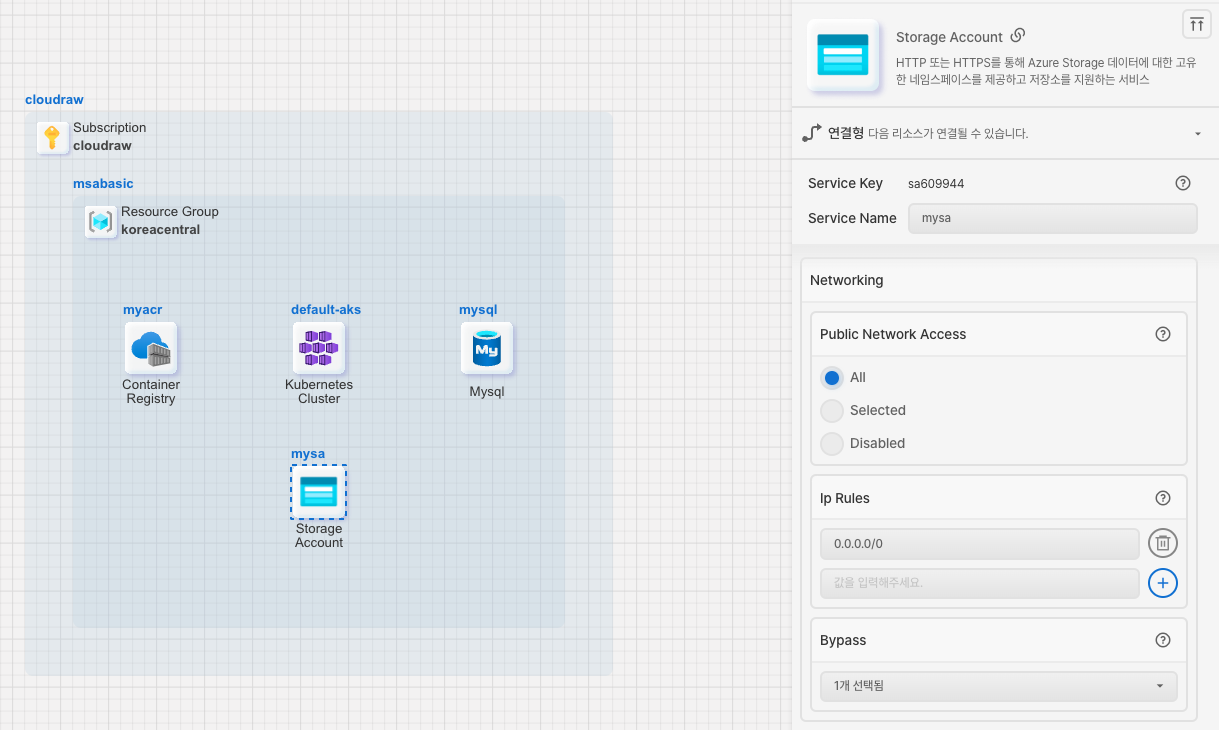 cloudraw
Subscription
cloudraw
msabasic
Resource Group
koreacentral
myacr
Container
Registry
default-aks
Kubernetes
Cluster
mysql
My
Mysql
mysa
Storage
Account
Storage Account
HTTP 또는 HTTPS를 통해 Azure Storage 데이터에 대한 고유
한 네임스페이스를 제공하고 저장소를 지원하는 서비스
연결형 다음 리소스가 연결될 수 있습니다.
Service Key sa609944
Service Name mysa
Networking
Public Network Access
All
Selected
Disabled
Ip Rules
0.0.0.0/0
값을 입력해주세요.
Bypass
1개 선택됨